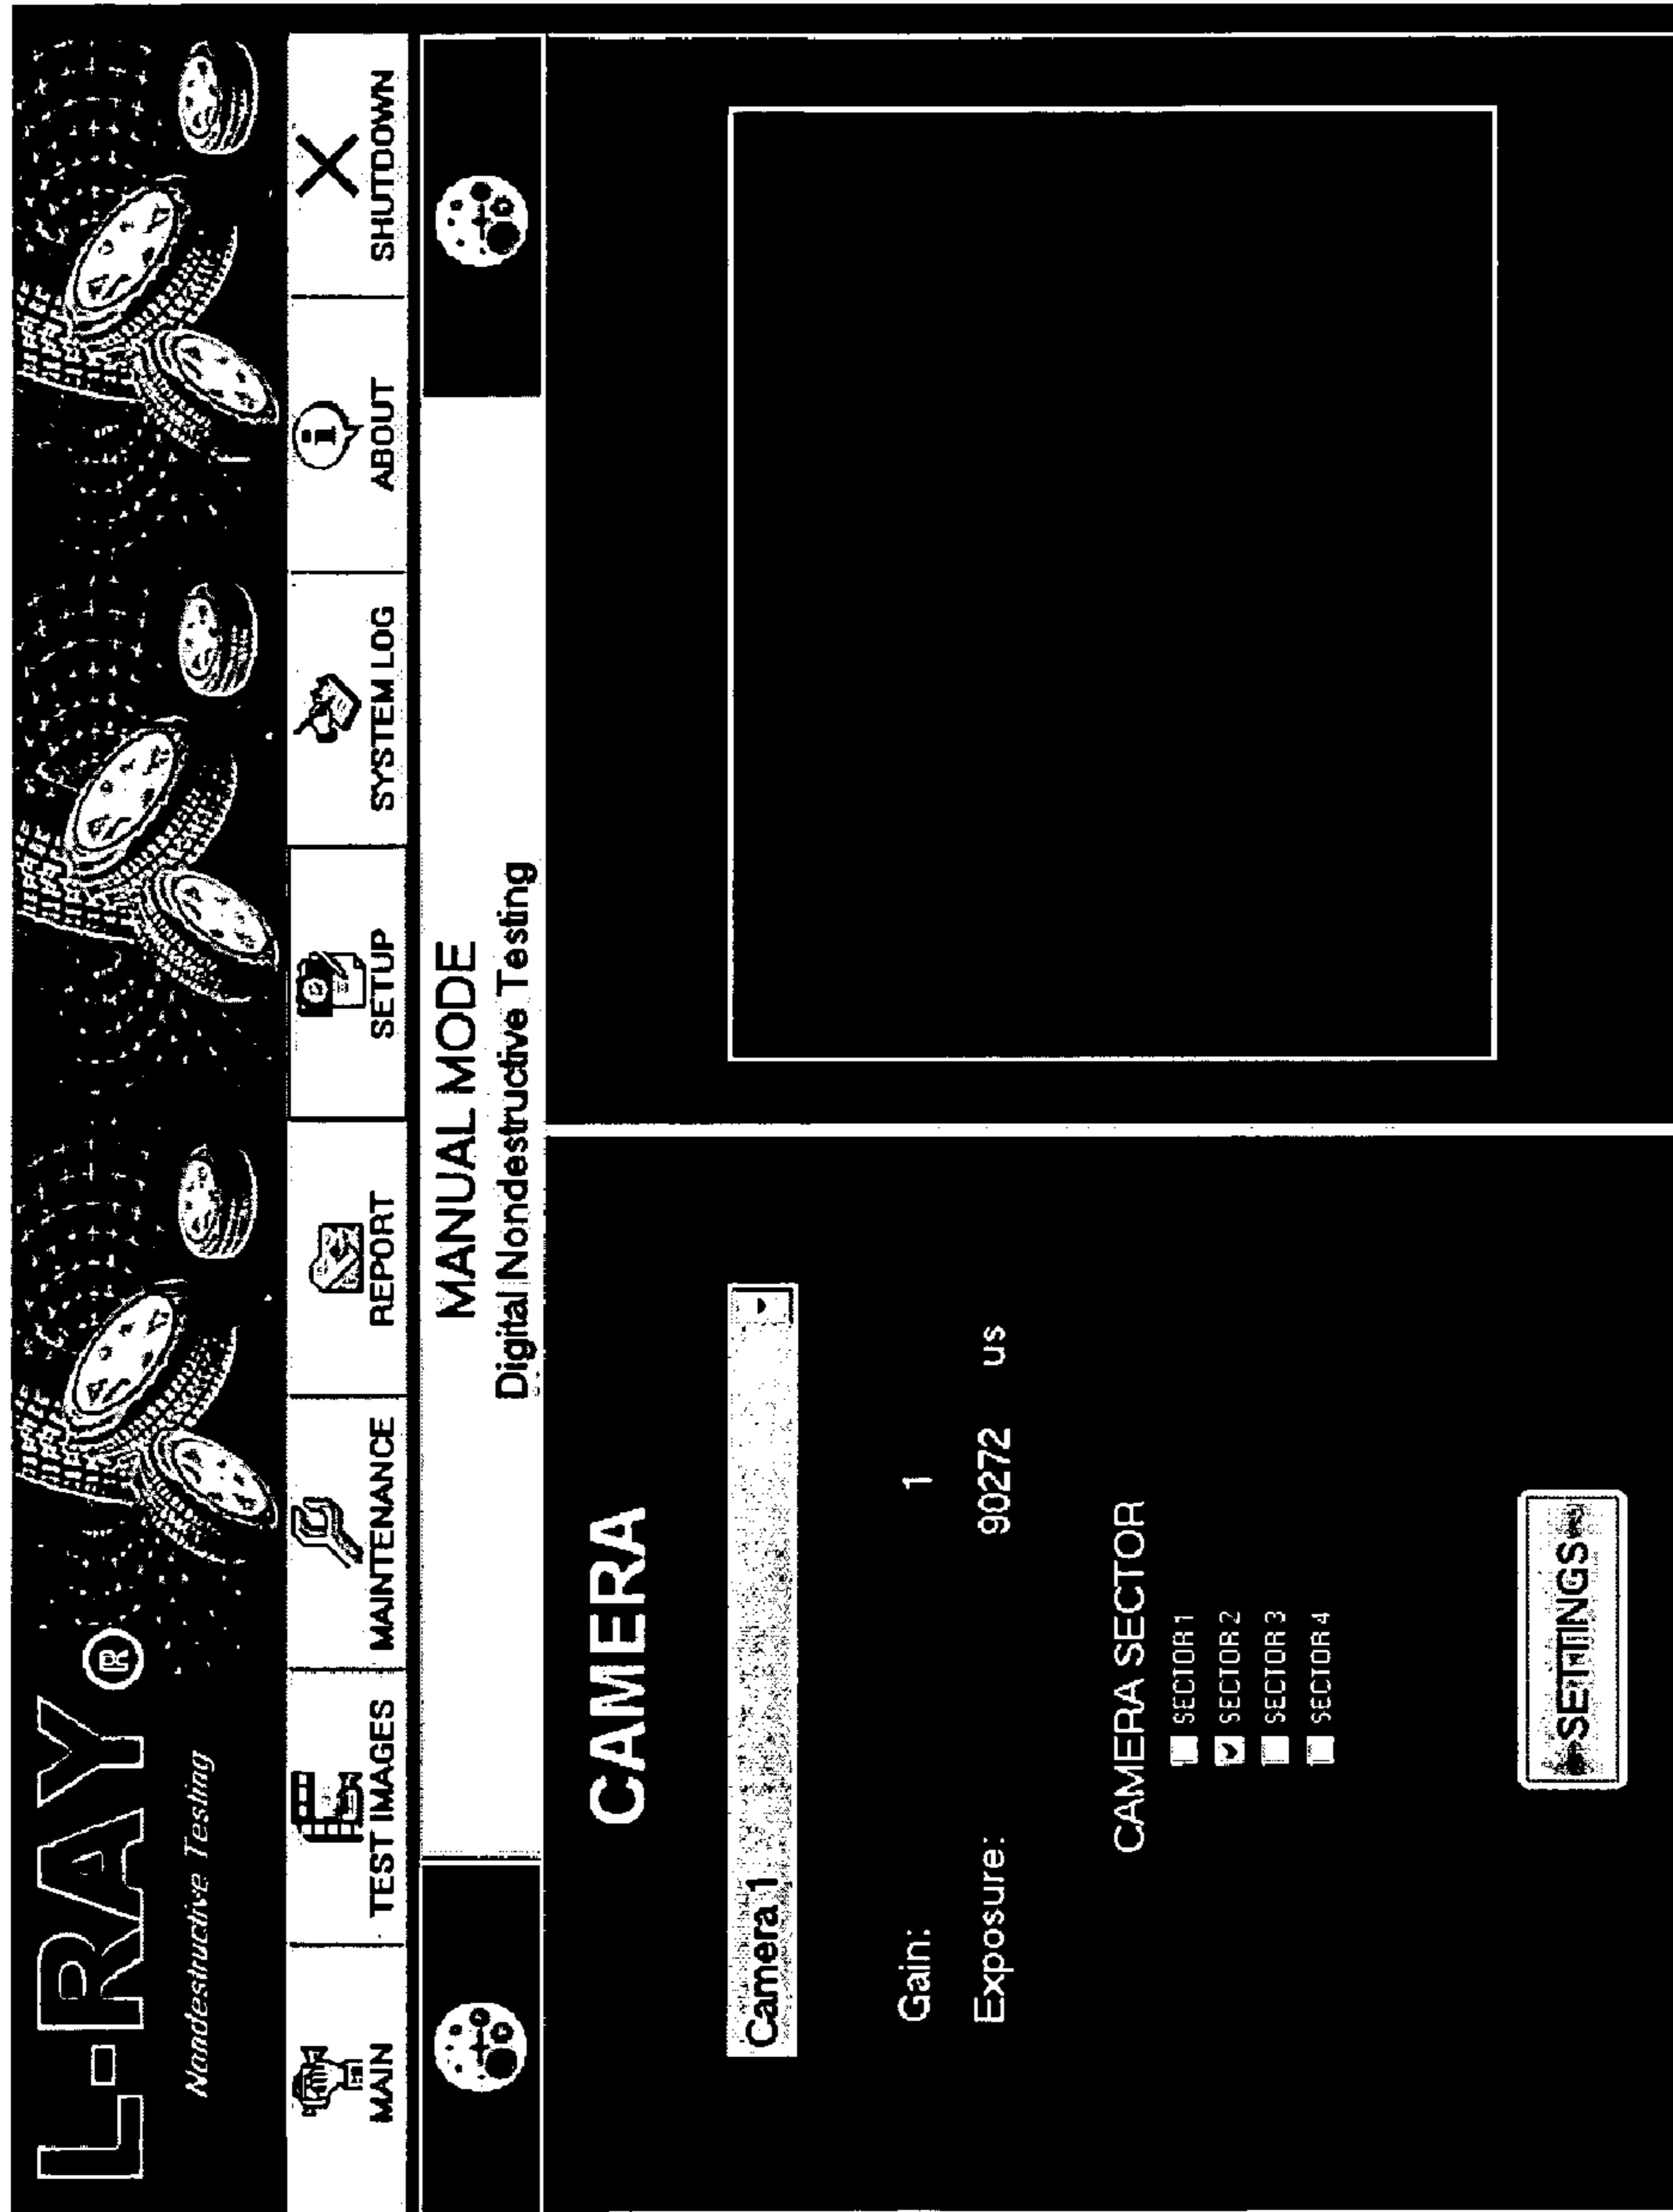 L-RAY®
Nondestructive Testing
MAIN
TEST IMAGES
MAINTENANCE
REPORT
SETUP
SYSTEM LOG
ABOUT
SHUTDOWN
MANUAL MODE
Digital Nondestructive Testing
CAMERA
Camera 1
Gain: 1
Exposure: 90272 us
CAMERA SECTOR
SECTOR 1
SECTOR 2
SECTOR 3
SECTOR 4
SETTINGS